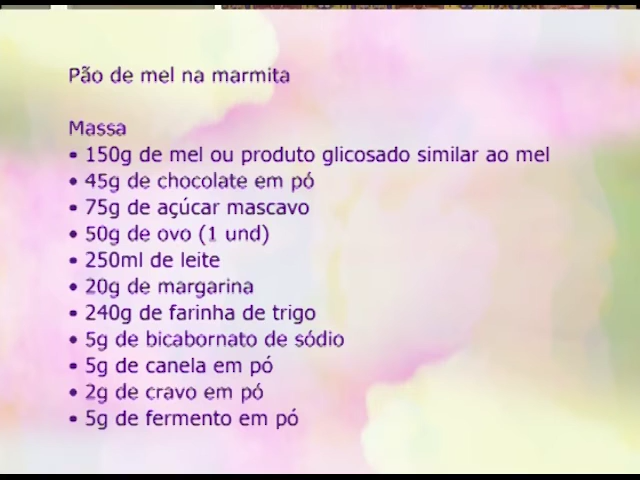 Pão de mel na marmita
Massa
• 150g de mel ou produto glicosado similar ao mel
• 45g de chocolate em pó
• 75g de açúcar mascavo
• 50g de ovo (1 und)
• 250ml de leite
• 20g de margarina
• 240g de farinha de trigo
• 5g de bicabornato de sódio
• 5g de canela em pó
• 2g de cravo em pó
• 5g de fermento em pó